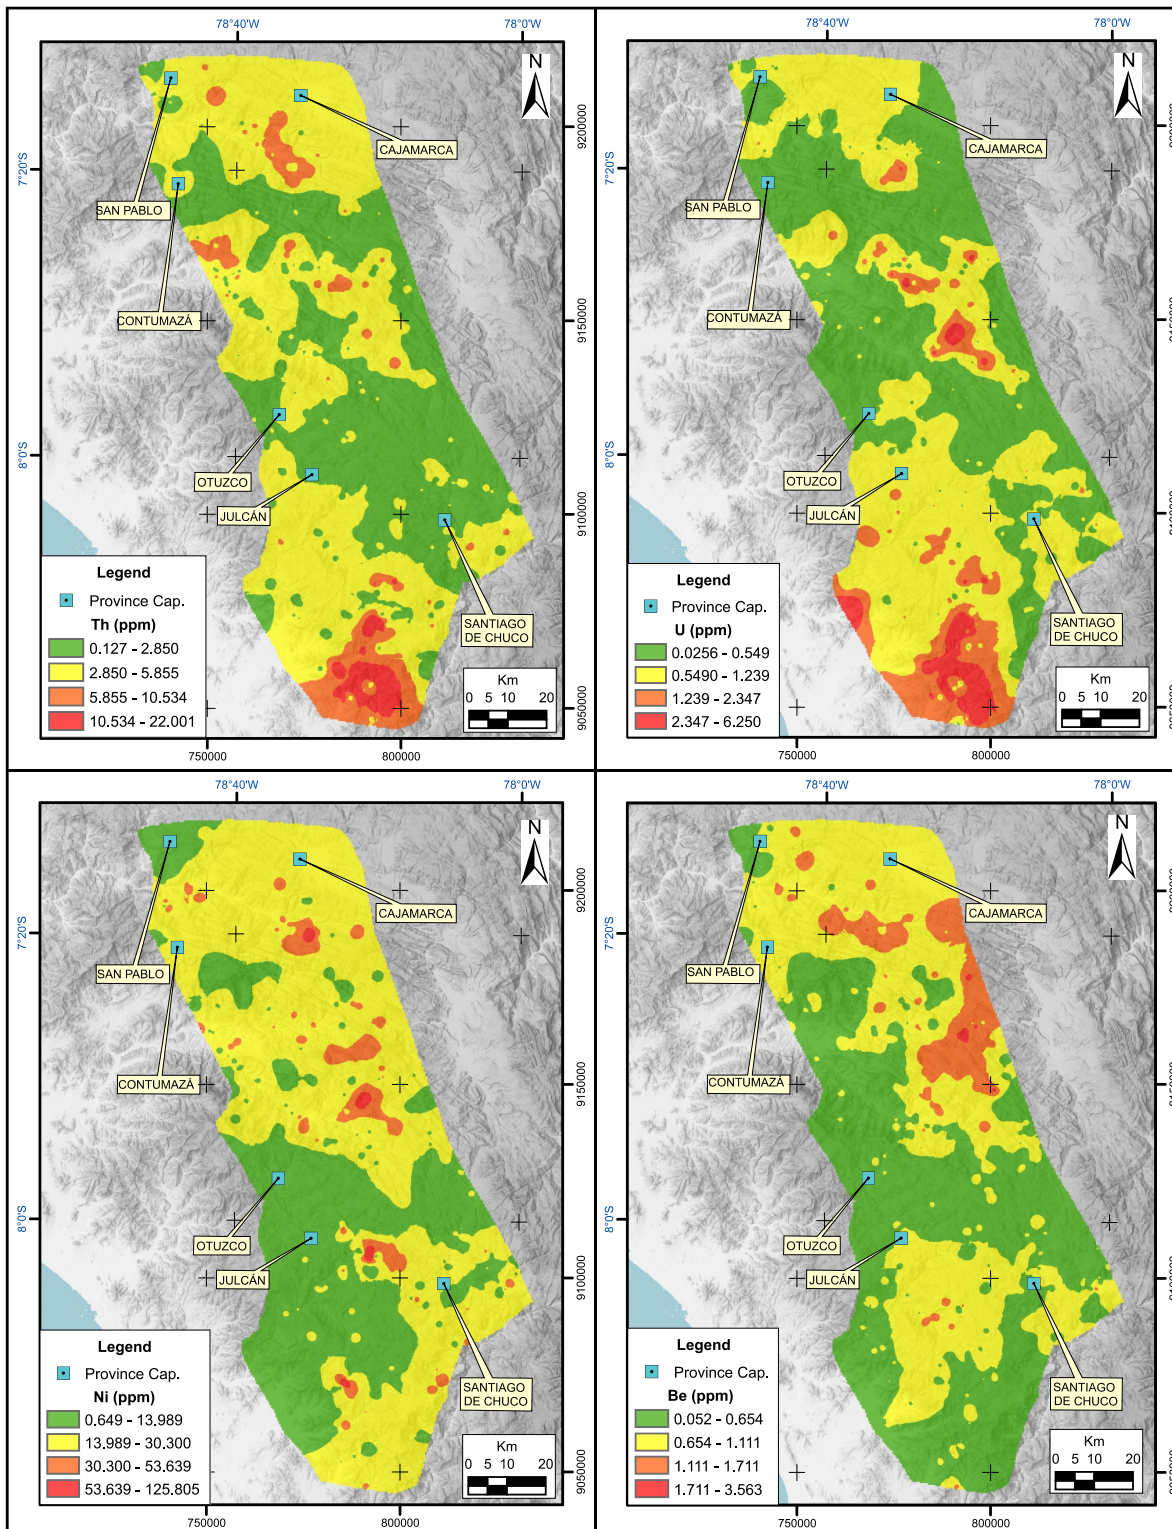 78°40'W
78°0'W
N
9200000
CAJAMARCA
7°20'S
SAN PABLO
CONTUMAZÁ
9150000
8°0'S
OTUZCO
JULCÁN
9100000
Legend
Province Cap.
Th (ppm)
0.127 - 2.850
2.850 - 5.855
5.855 - 10.534
10.534 - 22.001
SANTIAGO
DE CHUCO
Km
0 5 10 20
9050000
750000
800000
78°40'W
78°0'W
N
CAJAMARCA
7°20'S
SAN PABLO
CONTUMAZÁ
8°0'S
OTUZCO
JULCÁN
Legend
Province Cap.
U (ppm)
0.0256 - 0.549
0.5490 - 1.239
1.239 - 2.347
2.347 - 6.250
SANTIAGO
DE CHUCO
Km
0 5 10 20
750000
800000
78°40'W
78°0'W
N
9200000
CAJAMARCA
7°20'S
SAN PABLO
CONTUMAZÁ
9150000
8°0'S
OTUZCO
JULCÁN
9100000
Legend
Province Cap.
Ni (ppm)
0.649 - 13.989
13.989 - 30.300
30.300 - 53.639
53.639 - 125.805
SANTIAGO
DE CHUCO
Km
0 5 10 20
9050000
750000
800000
78°40'W
78°0'W
N
CAJAMARCA
7°20'S
SAN PABLO
CONTUMAZÁ
8°0'S
OTUZCO
JULCÁN
Legend
Province Cap.
Be (ppm)
0.052 - 0.654
0.654 - 1.111
1.111 - 1.711
1.711 - 3.563
SANTIAGO
DE CHUCO
Km
0 5 10 20
750000
800000